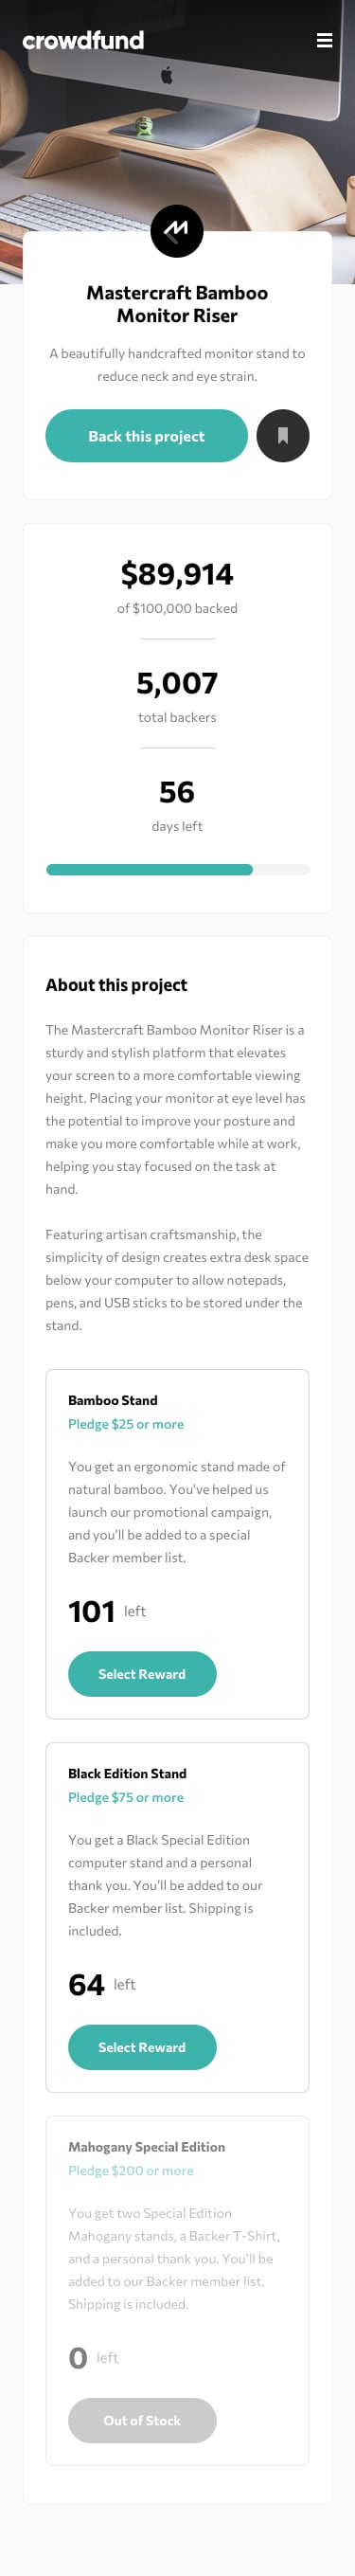 crowdfund
Mastercraft Bamboo
Monitor Riser
A beautifully handcrafted monitor stand to
reduce neck and eye strain.
Back this project
$89,914
of $100,000 backed
5,007
total backers
56
days left
About this project
The Mastercraft Bamboo Monitor Riser is a
sturdy and stylish platform that elevates
your screen to a more comfortable viewing
height. Placing your monitor at eye level has
the potential to improve your posture and
make you more comfortable while at work,
helping you stay focused on the task at
hand.
Featuring artisan craftsmanship, the
simplicity of design creates extra desk space
below your computer to allow notepads,
pens, and USB sticks to be stored under the
stand.
Bamboo Stand
Pledge $25 or more
You get an ergonomic stand made of
natural bamboo. You've helped us
launch our promotional campaign,
and you'll be added to a special
Backer member list.
101 left
Select Reward
Black Edition Stand
Pledge $75 or more
You get a Black Special Edition
computer stand and a personal
thank you. You'll be added to our
Backer member list. Shipping is
included.
64 left
Select Reward
Mahogany Special Edition
Pledge $200 or more
You get two Special Edition
Mahogany stands, a Backer T-Shirt,
and a personal thank you. You'll be
added to our Backer member list.
Shipping is included.
0 left
Out of Stock